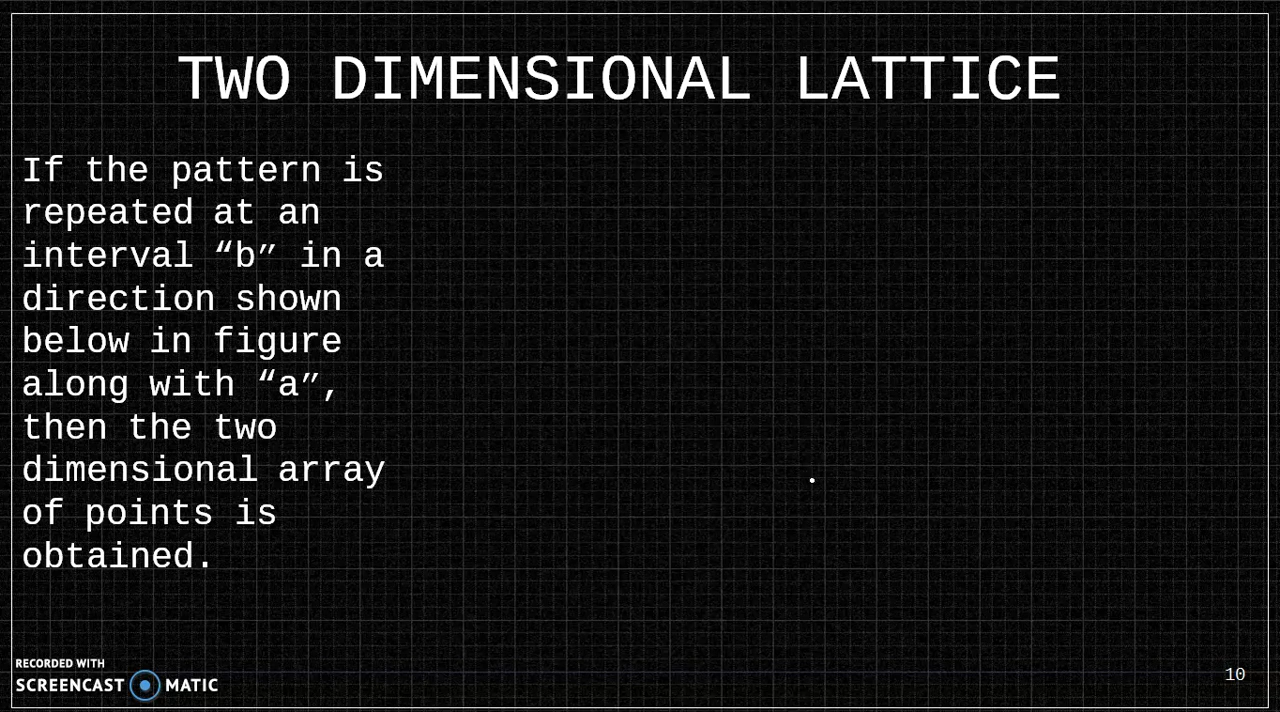 TWO DIMENSIONAL LATTICE
If the pattern is
repeated at an
interval “b” in a
direction shown
below in figure
along with “a”,
then the two
dimensional array
of points is
obtained.
RECORDED WITH
SCREENCAST MATIC
10